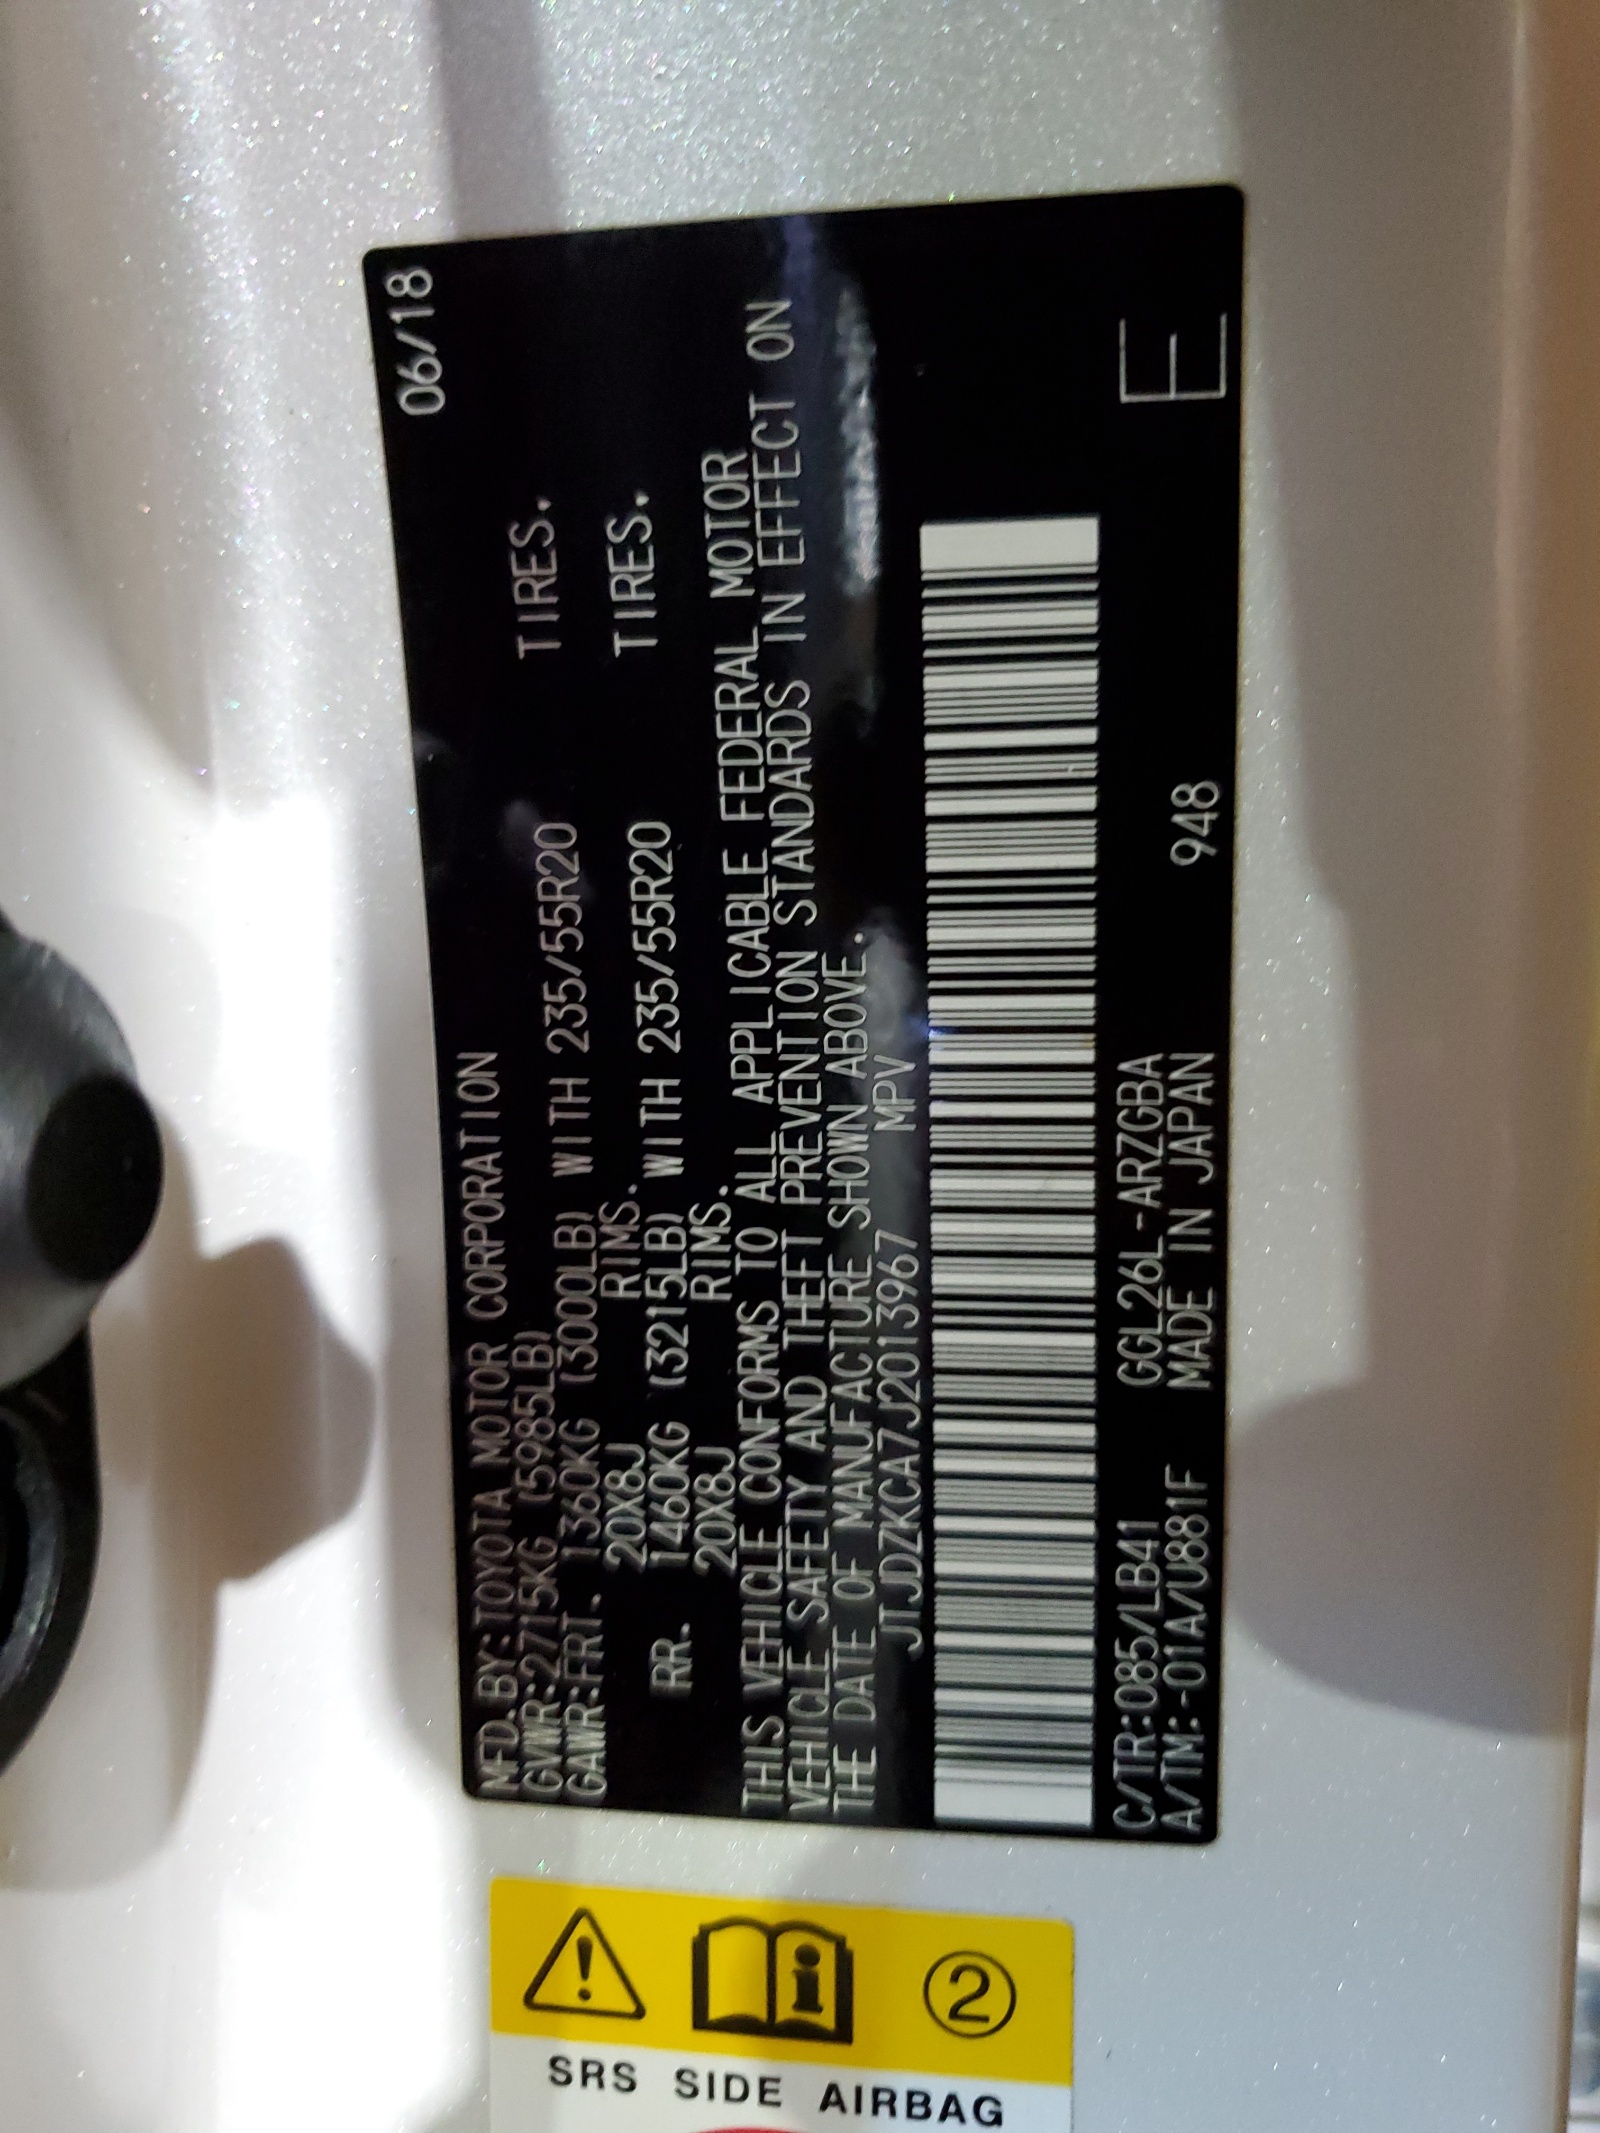 06/18
MFD.BY:TOYOTA MOTOR CORPORATION
GVWR:2715KG (5985LB)
GAWR:FRT. 1360KG (3000LB) WITH 235/55R20 TIRES.
20X8J RIMS.
RR. 1460KG (3215LB) WITH 235/55R20 TIRES.
20X8J RIMS.
THIS VEHICLE CONFORMS TO ALL APPLICABLE FEDERAL MOTOR
VEHICLE SAFETY AND THEFT PREVENTION STANDARDS IN EFFECT ON
THE DATE OF MANUFACTURE SHOWN ABOVE.
JTJDZKCA7J2013967 MPV
C/TR:085/LB41 GGL26L-ARZGBA
A/TM:-01A/U881F MADE IN JAPAN 948
E
2
SRS SIDE AIRBAG